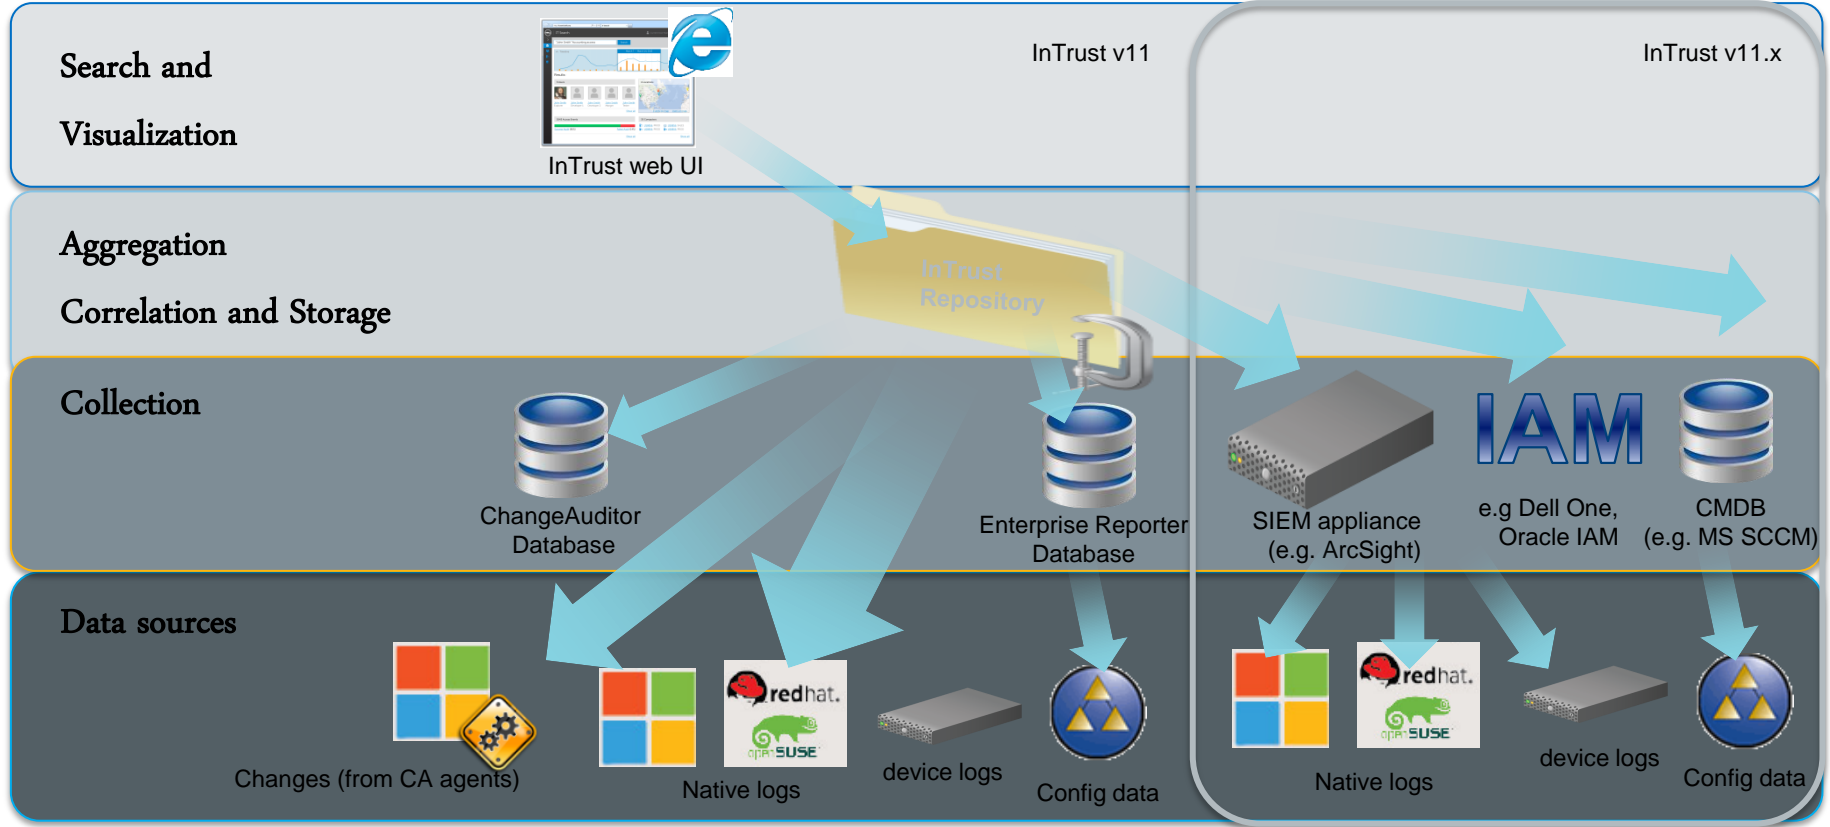 Search and
Visualization
InTrust web UI
InTrust v11
InTrust v11.x
Aggregation
Correlation and Storage
InTrust
Repository
Collection
ChangeAuditor
Database
Enterprise Reporter
Database
SIEM appliance
(e.g. ArcSight)
IAM
e.g Dell One,
Oracle IAM
CMDB
(e.g. MS SCCM)
Data sources
Changes (from CA agents)
redhat.
openSUSE
Native logs
device logs
Config data
redhat.
openSUSE
Native logs
device logs
Config data